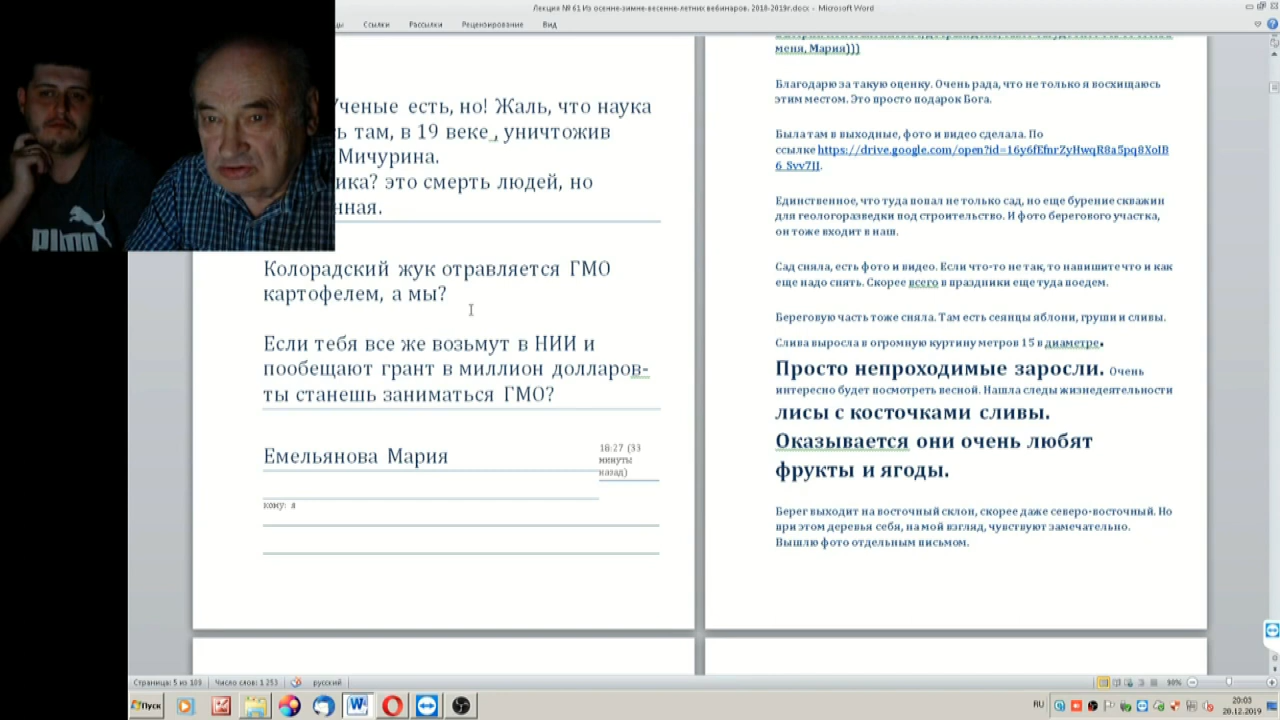 Лекция № 61 Из осенне-зимне-весенне-летних вебинаров. 2018-2019г.docx - Microsoft Word
Ссылки Рассылки Рецензирование Вид
Ученые есть, но! Жаль, что наука
там, в 19 веке, уничтожив
Мичурина.
это смерть людей, но
Колорадский жук отравляется ГМО
картофелем, а мы?
Если тебя все же возьмут в НИИ и
пообещают грант в миллион долларов-
ты станешь заниматься ГМО?
Емельянова Мария
18:27 (33
минуты
назад)
кому: я
меня, Мария)))
Благодарю за такую оценку. Очень рада, что не только я восхищаюсь
этим местом. Это просто подарок Бога.
Была там в выходные, фото и видео сделала. По
ссылке https://drive.google.com/open?id=16y6fEfnrZyHwqR8a5pq8XoIB
6_Svv7JJ.
Единственное, что туда попал не только сад, но еще бурение скважин
для геологоразведки под строительство. И фото берегового участка,
он тоже входит в наш.
Сад сняла, есть фото и видео. Если что-то не так, то напишите что и как
еще надо снять. Скорее всего в праздники еще туда поедем.
Береговую часть тоже сняла. Там есть сеянцы яблони, груши и сливы.
Слива выросла в огромную куртину метров 15 в диаметре.
Просто непроходимые заросли. Очень
интересно будет посмотреть весной. Нашла следы жизнедеятельности
лисы с косточками сливы.
Оказывается они очень любят
фрукты и ягоды.
Берег выходит на восточный склон, скорее даже северо-восточный. Но
при этом деревья себя, на мой взгляд, чувствуют замечательно.
Вышлю фото отдельным письмом.
Страница: 5 из 103 Число слов: 1 253 русский
98%
Пуск
RU
20:03
20.12.2019